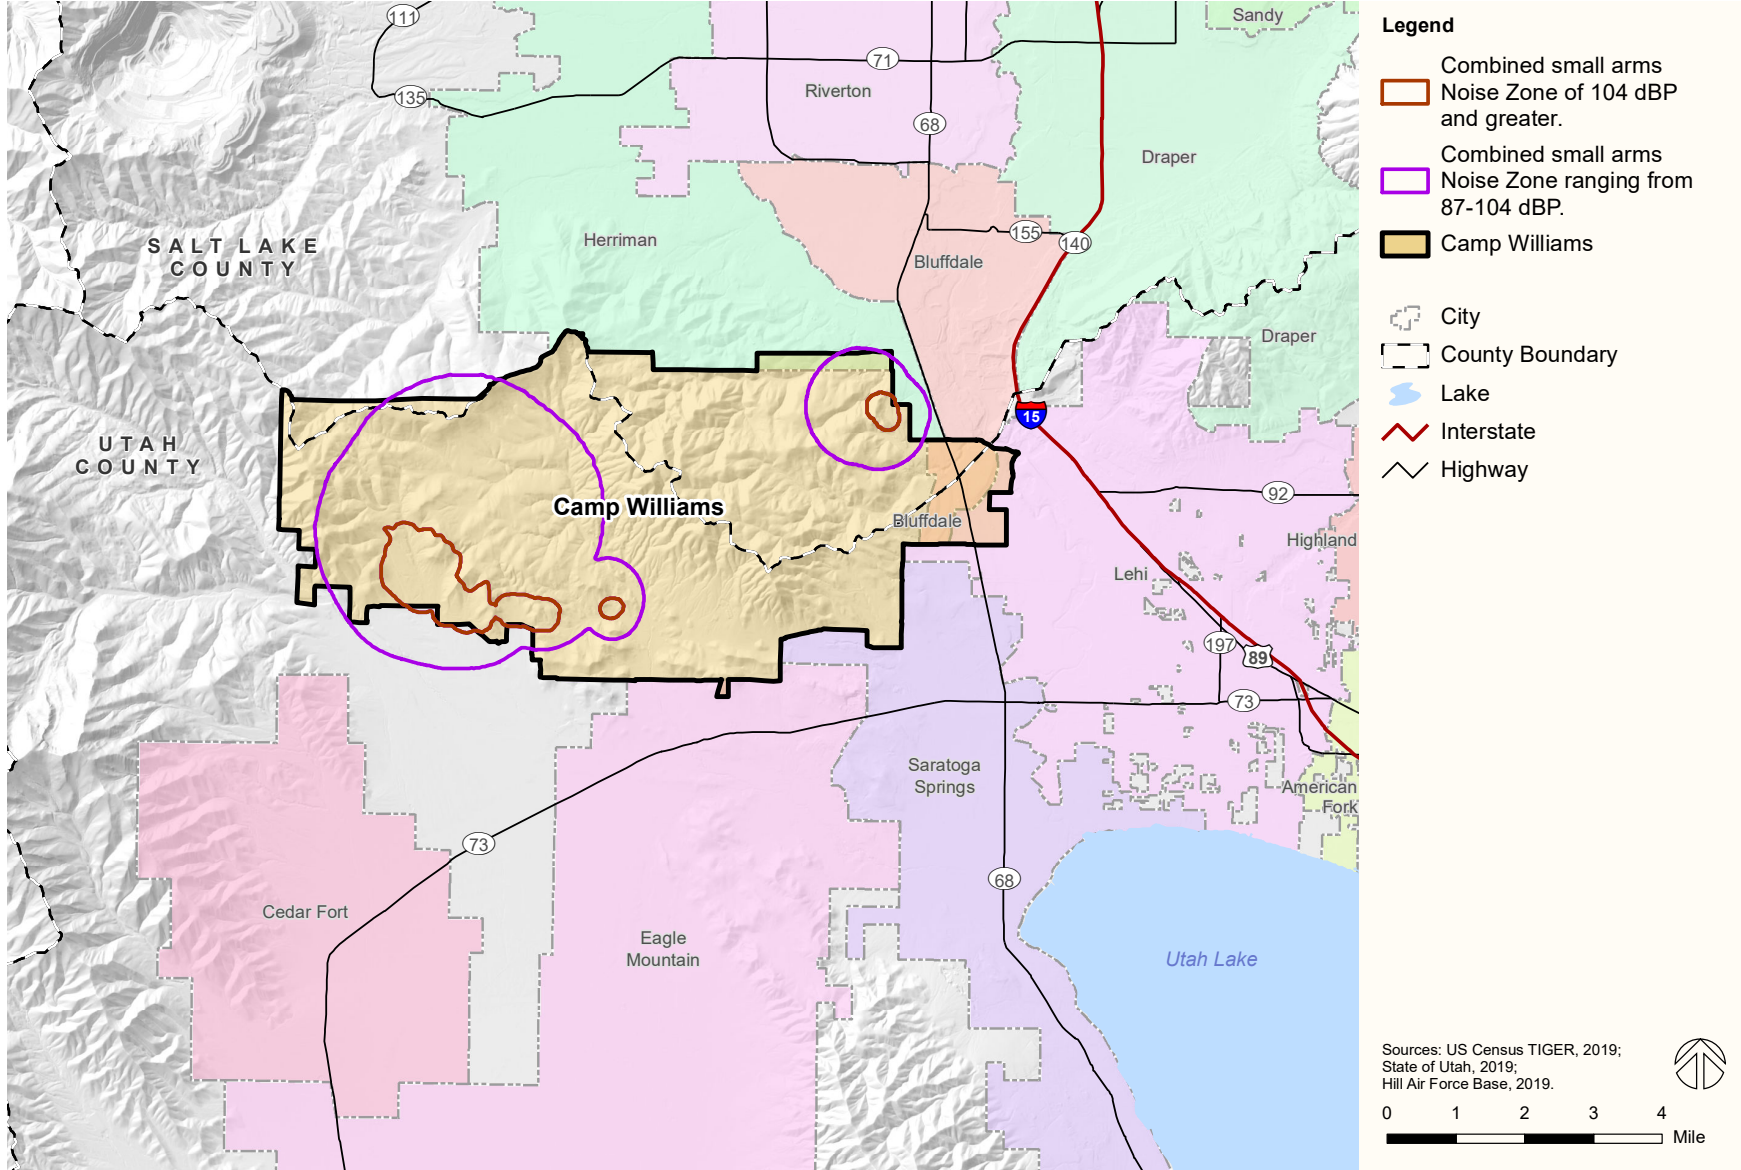 111
Sandy
71
135
Riverton
68
Draper
SALT LAKE
COUNTY
Herriman
155
140
Bluffdale
Draper
15
UTAH
COUNTY
Camp Williams
92
Bluffdale
Highland
Lehi
197
89
73
Saratoga
Springs
American
Fork
73
68
Cedar Fort
Eagle
Mountain
Utah Lake
Legend
Combined small arms
Noise Zone of 104 dBP
and greater.
Combined small arms
Noise Zone ranging from
87-104 dBP.
Camp Williams
City
County Boundary
Lake
Interstate
Highway
Sources: US Census TIGER, 2019;
State of Utah, 2019;
Hill Air Force Base, 2019.
0 1 2 3 4
Mile